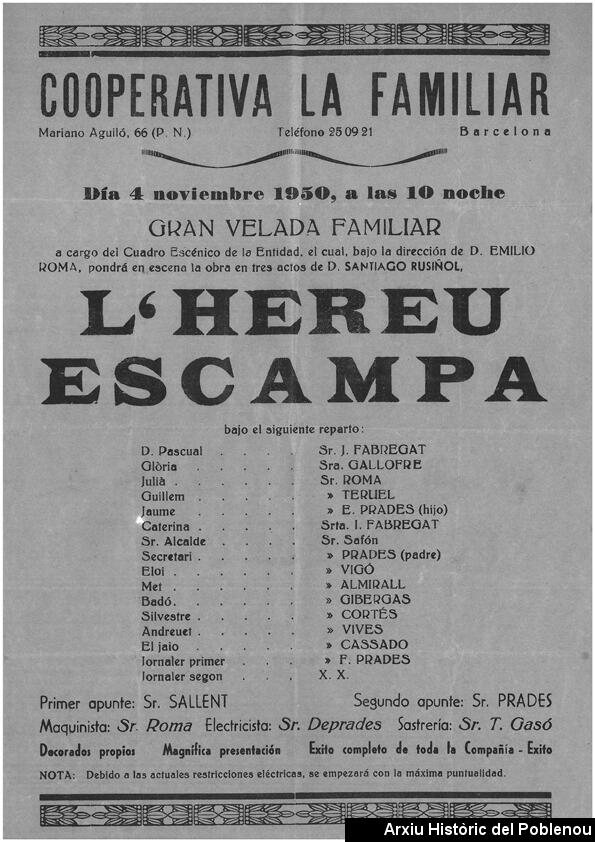 COOPERATIVA LA FAMILIAR
Mariano Aguiló, 66 (P. N.) Teléfono 25 09 21 Barcelona
Día 4 noviembre 1950, a las 10 noche
GRAN VELADA FAMILIAR
a cargo del Cuadro Escénico de la Entidad, el cual, bajo la dirección de D. EMILIO
ROMA, pondrá en escena la obra en tres actos de D. SANTIAGO RUSIÑOL,
L'HEREU
ESCAMPA
bajo el siguiente reparto:
D. Pascual . . . . Sr. J. FABREGAT
Glòria . . . . . Sra. GALLOFRE
Julià . . . . . Sr. ROMA
Guillem . . . . . » TERUEL
Jaume . . . . . » E. PRADES (hijo)
Caterina . . . . . Srta. I. FABREGAT
Sr. Alcalde . . . . Sr. Safón
Secretari . . . . . » PRADES (padre)
Eloi . . . . . » VIGÓ
Met . . . . . » ALMIRALL
Badó . . . . . » GIBERGAS
Silvestre . . . . . » CORTÉS
Andreuet . . . . . » VIVES
El jaio . . . . . » CASSADO
Jornaler primer . . . » F. PRADES
Jornaler segon . . . X. X.
Primer apunte: Sr. SALLENT Segundo apunte: Sr. PRADES
Maquinista: Sr. Roma Electricista: Sr. Deprades Sastrería: Sr. T. Gasó
Decorados propios Magnífica presentación Exito completo de toda la Compañía - Exito
NOTA: Debido a las actuales restricciones eléctricas, se empezará con la máxima puntualidad.
Arxiu Històric del Poblenou